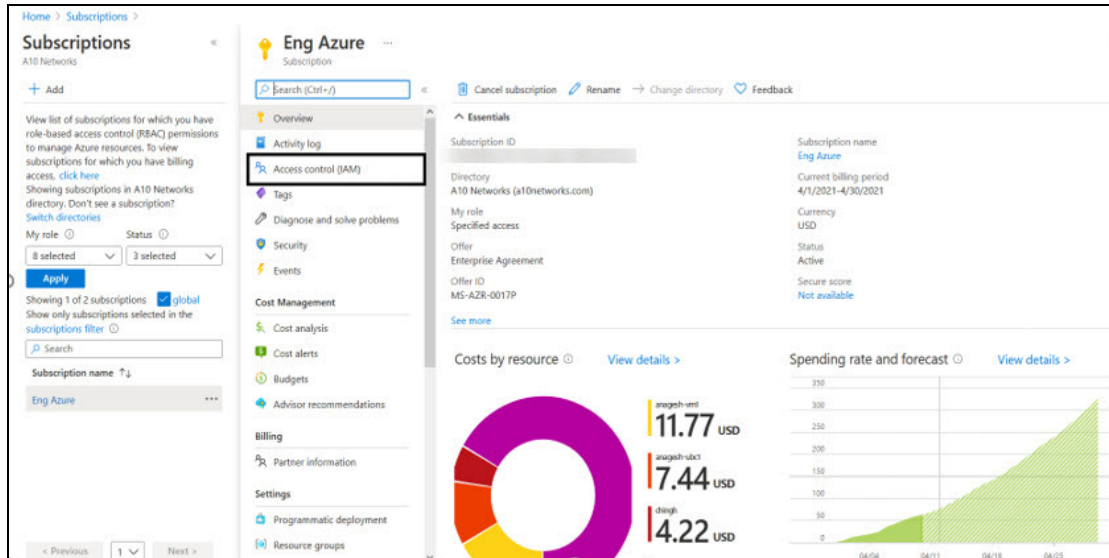 Home > Subscriptions >
Subscriptions
A10 Networks
+ Add
View list of subscriptions for which you have
role-based access control (RBAC) permissions
to manage Azure resources. To view
subscriptions for which you have billing
access, click here
Showing subscriptions in A10 Networks
directory. Don't see a subscription?
Switch directories
My role Status
8 selected 3 selected
Apply
Showing 1 of 2 subscriptions global
Show only subscriptions selected in the
subscriptions filter
Search
Subscription name ↑↓
Eng Azure ...
< Previous 1 Next >
Eng Azure ...
Subscription
Search (Ctrl+/)
Overview
Activity log
Access control (IAM)
Tags
Diagnose and solve problems
Security
Events
Cost Management
Cost analysis
Cost alerts
Budgets
Advisor recommendations
Billing
Partner information
Settings
Programmatic deployment
Resource groups
Cancel subscription Rename → Change directory Feedback
Essentials
Subscription ID
Directory
A10 Networks (a10networks.com)
My role
Specified access
Offer
Enterprise Agreement
Offer ID
MS-AZR-0017P
See more
Subscription name
Eng Azure
Current billing period
4/1/2021-4/30/2021
Currency
USD
Status
Active
Secure score
Not available
Costs by resource View details >
anagesh-vm1
11.77 USD
anagesh-ubct
7.44 USD
4.22 USD
Spending rate and forecast View details >
350
300
250
200
150
100
50
0
04/04 04/11 04/18 04/25